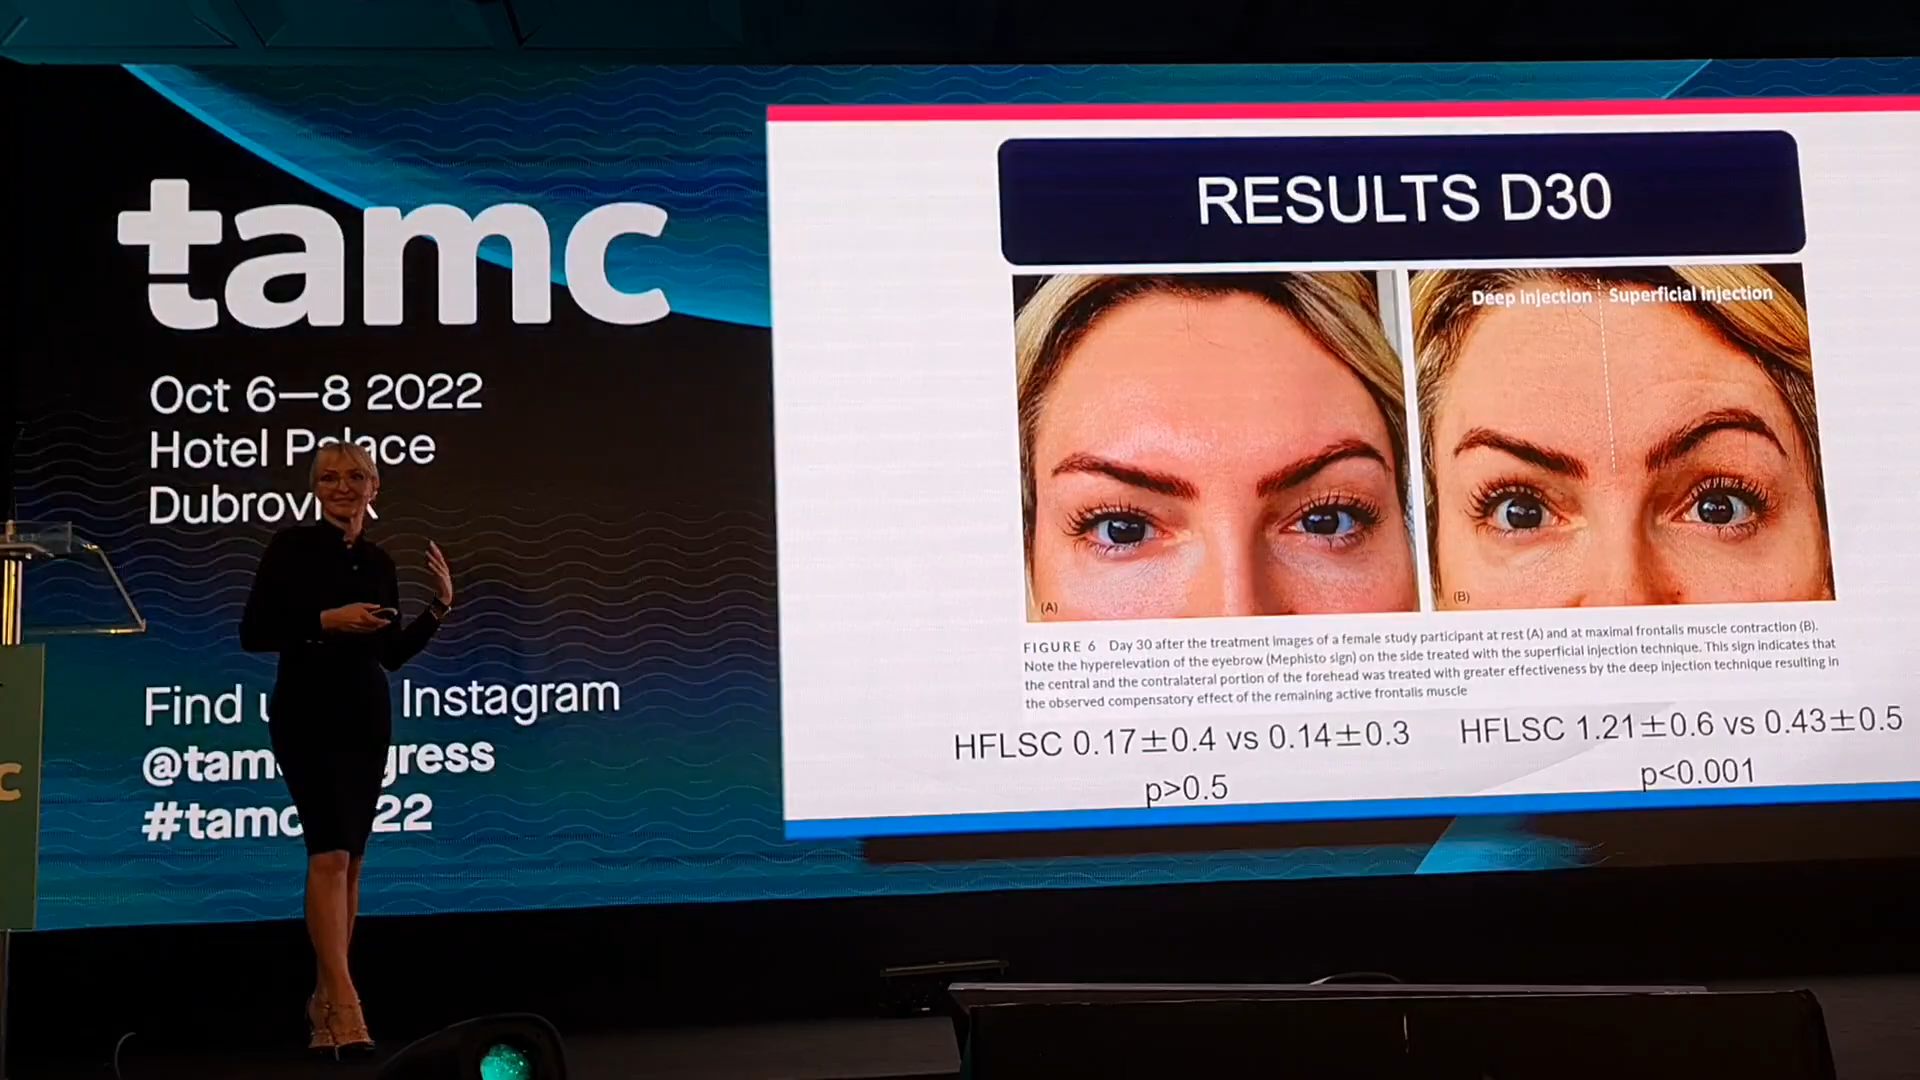 tamc
Oct 6—8 2022
Hotel Palace
Find Instagram
22
RESULTS D30
Deep injection Superficial injection
(A)
(B)
FIGURE 6 Day 30 after the treatment images of a female study participant at rest (A) and at maximal frontalis muscle contraction (B).
Note the hyperelevation of the eyebrow (Mephisto sign) on the side treated with the superficial injection technique. This sign indicates that
the central and the contralateral portion of the forehead was treated with greater effectiveness by the deep injection technique resulting in
the observed compensatory effect of the remaining active frontalis muscle
HFLSC 0.17±0.4 vs 0.14±0.3
p>0.5
HFLSC 1.21±0.6 vs 0.43±0.5
p<0.001